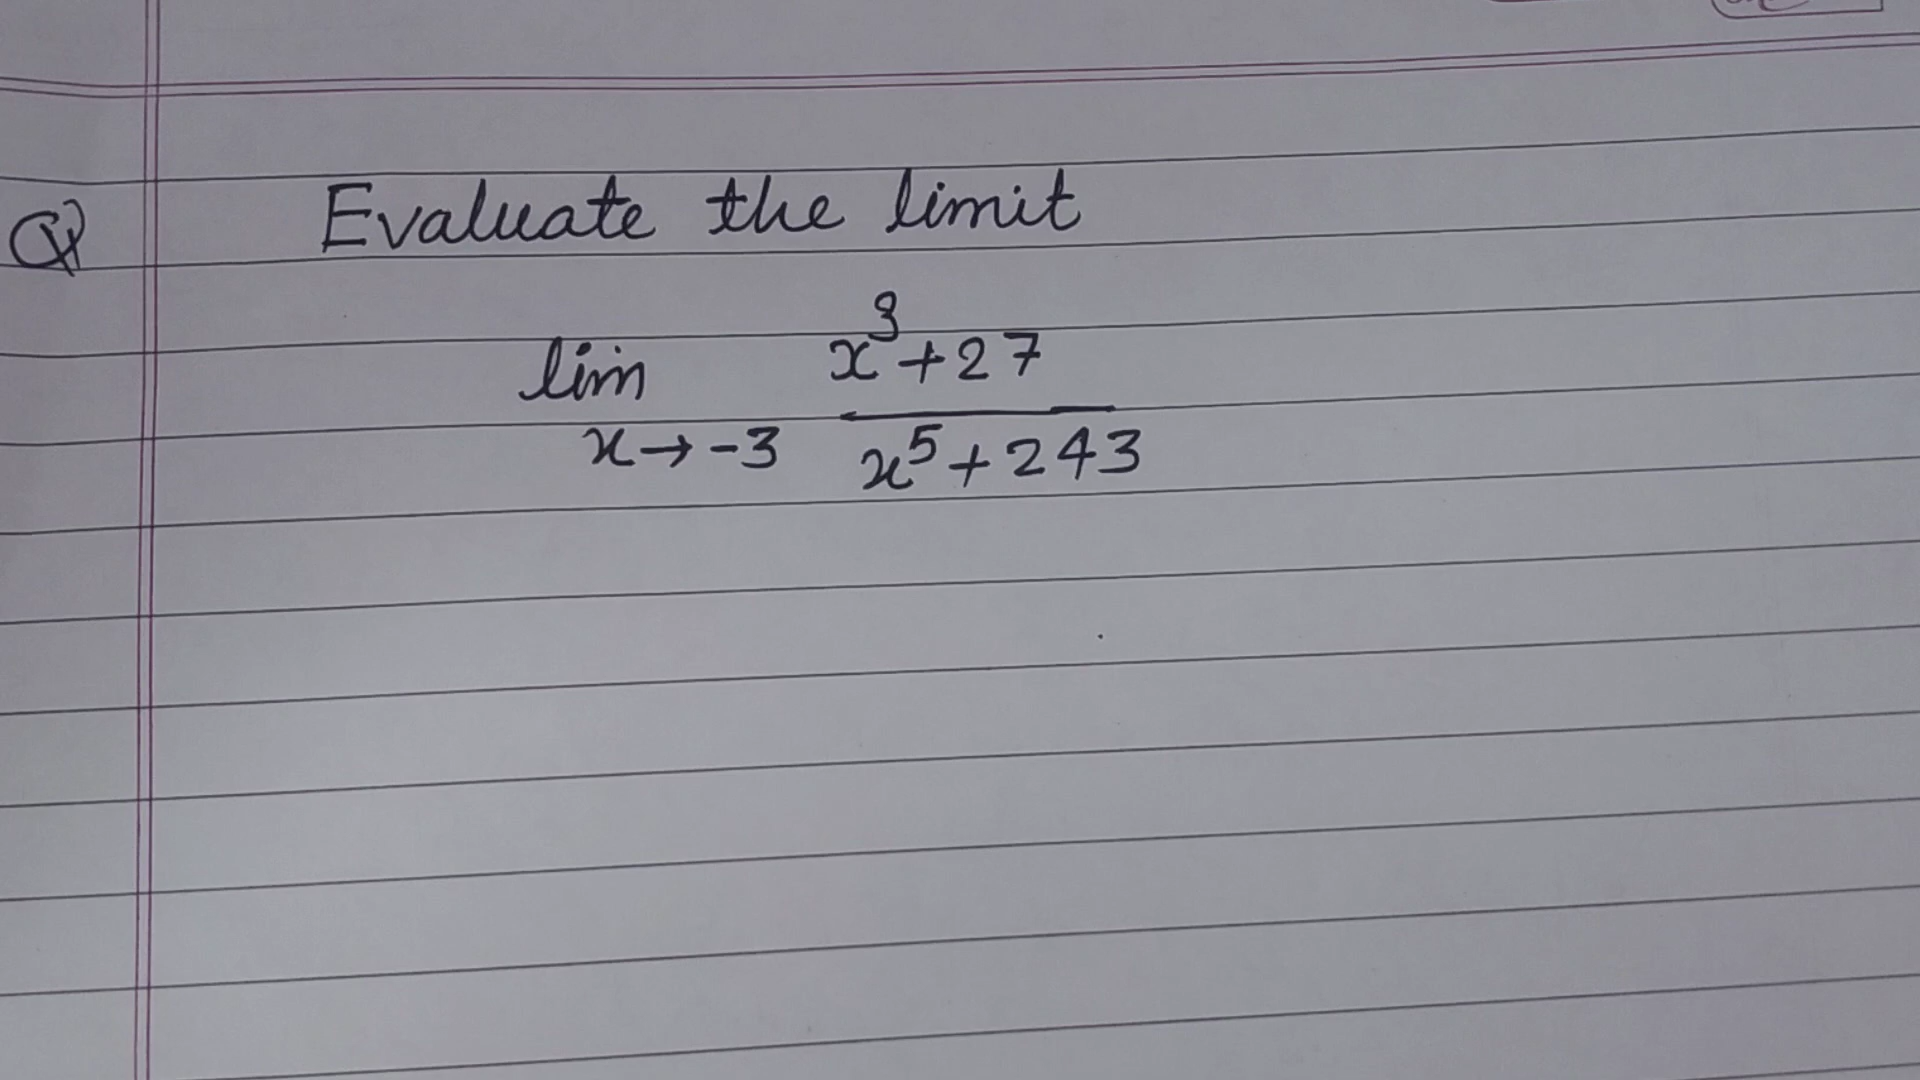 Q) Evaluate the limit
lim x³+27
x→-3 x⁵+243